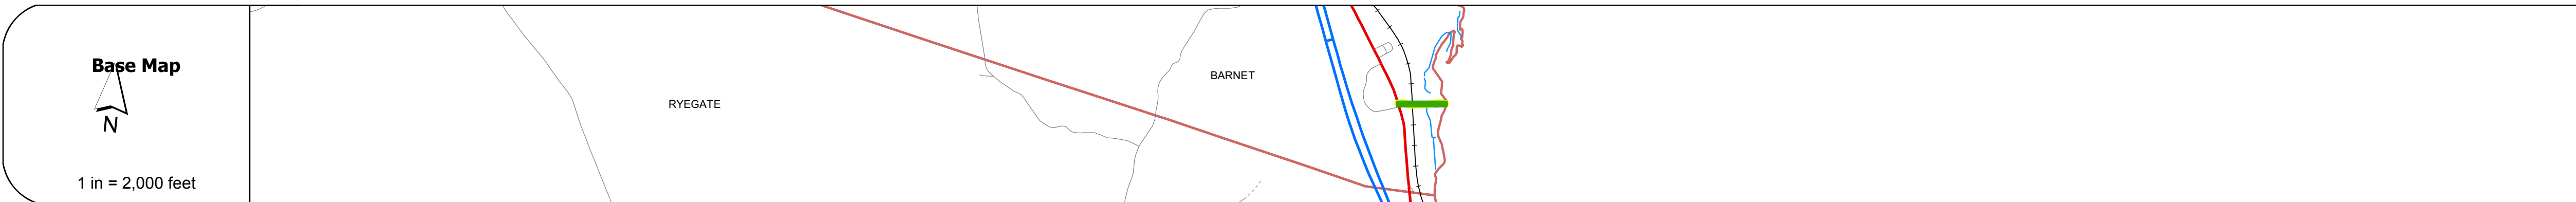 Base Map
N
1 in = 2,000 feet
RYEGATE
BARNET